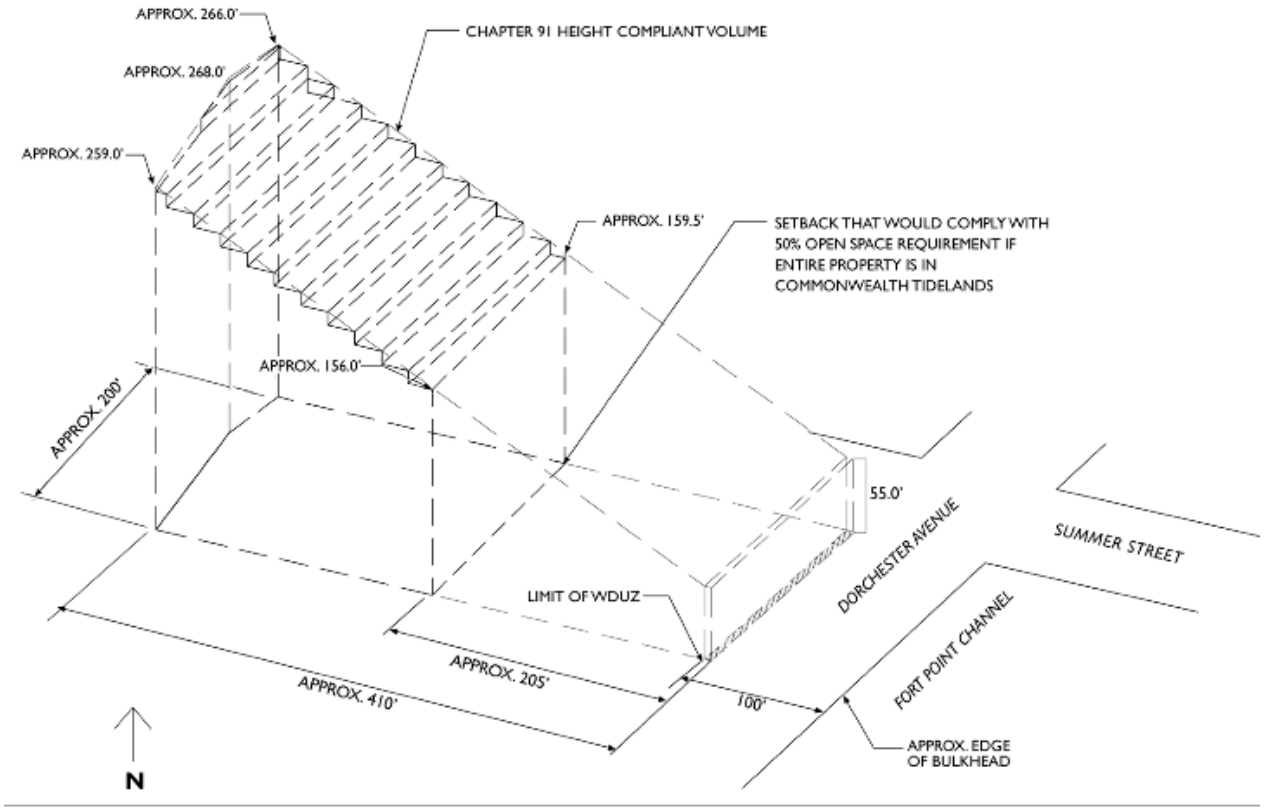 APPROX. 266.0'
CHAPTER 91 HEIGHT COMPLIANT VOLUME
APPROX. 268.0'
APPROX. 259.0'
APPROX. 159.5'
SETBACK THAT WOULD COMPLY WITH
50% OPEN SPACE REQUIREMENT IF
ENTIRE PROPERTY IS IN
COMMONWEALTH TIDELANDS
APPROX. 156.0'
APPROX. 200'
55.0'
DORCHESTER AVENUE
SUMMER STREET
LIMIT OF WDUZ
FORT POINT CHANNEL
APPROX. 205'
APPROX. 410'
100'
APPROX. EDGE
OF BULKHEAD
N